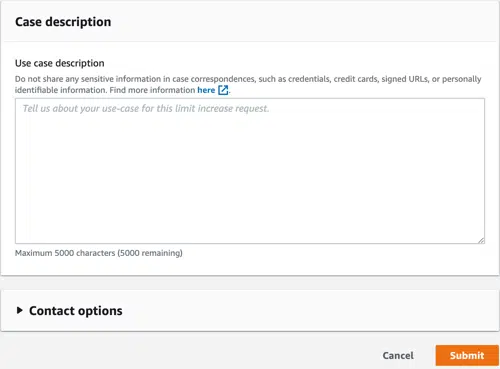 Case description
Use case description
Do not share any sensitive information in case correspondences, such as credentials, credit cards, signed URLs, or personally
identifiable information. Find more information here.
Tell us about your use-case for this limit increase request.
Maximum 5000 characters (5000 remaining)
Contact options
Cancel Submit